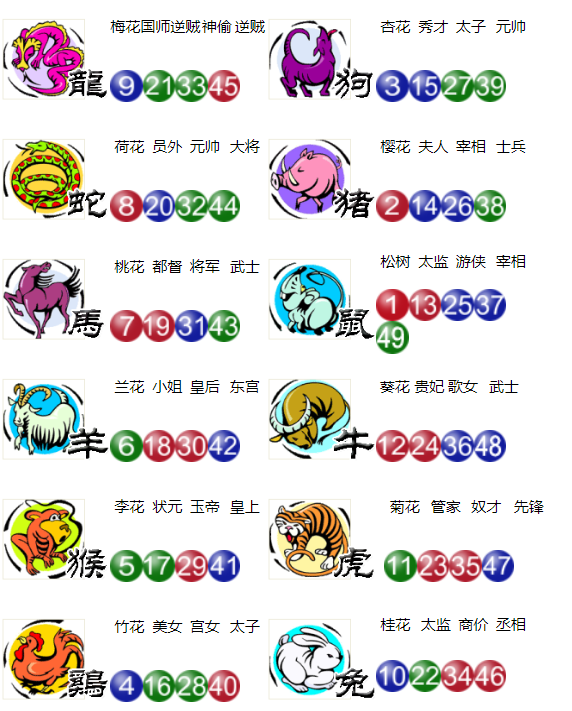 梅花国师逆贼神偷逆贼
龍
9 21 33 45
杏花 秀才 太子 元帅
狗
3 15 27 39
荷花 员外 元帅 大将
蛇
8 20 32 44
樱花 夫人 宰相 士兵
猪
2 14 26 38
桃花 都督 将军 武士
馬
7 19 31 43
松树 太监 游侠 宰相
鼠
1 13 25 37
49
兰花 小姐 皇后 东宫
羊
6 18 30 42
葵花 贵妃 歌女 武士
牛
12 24 36 48
李花 状元 玉帝 皇上
猴
5 17 29 41
菊花 管家 奴才 先锋
虎
11 23 35 47
竹花 美女 宫女 太子
鷄
4 16 28 40
桂花 太监 商价 丞相
兔
10 22 34 46